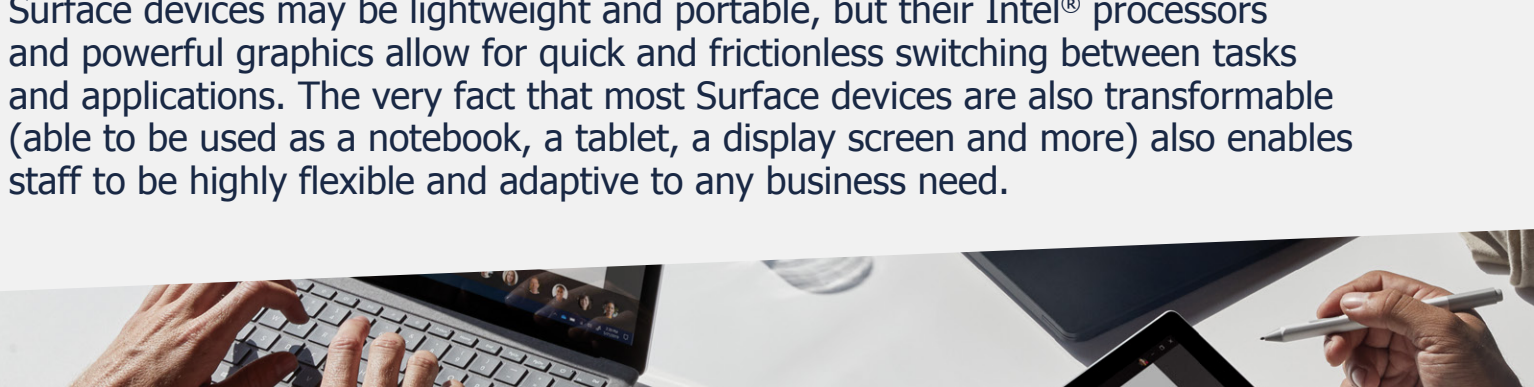 Surface devices may be lightweight and portable, but their Intel® processors
and powerful graphics allow for quick and frictionless switching between tasks
and applications. The very fact that most Surface devices are also transformable
(able to be used as a notebook, a tablet, a display screen and more) also enables
staff to be highly flexible and adaptive to any business need.